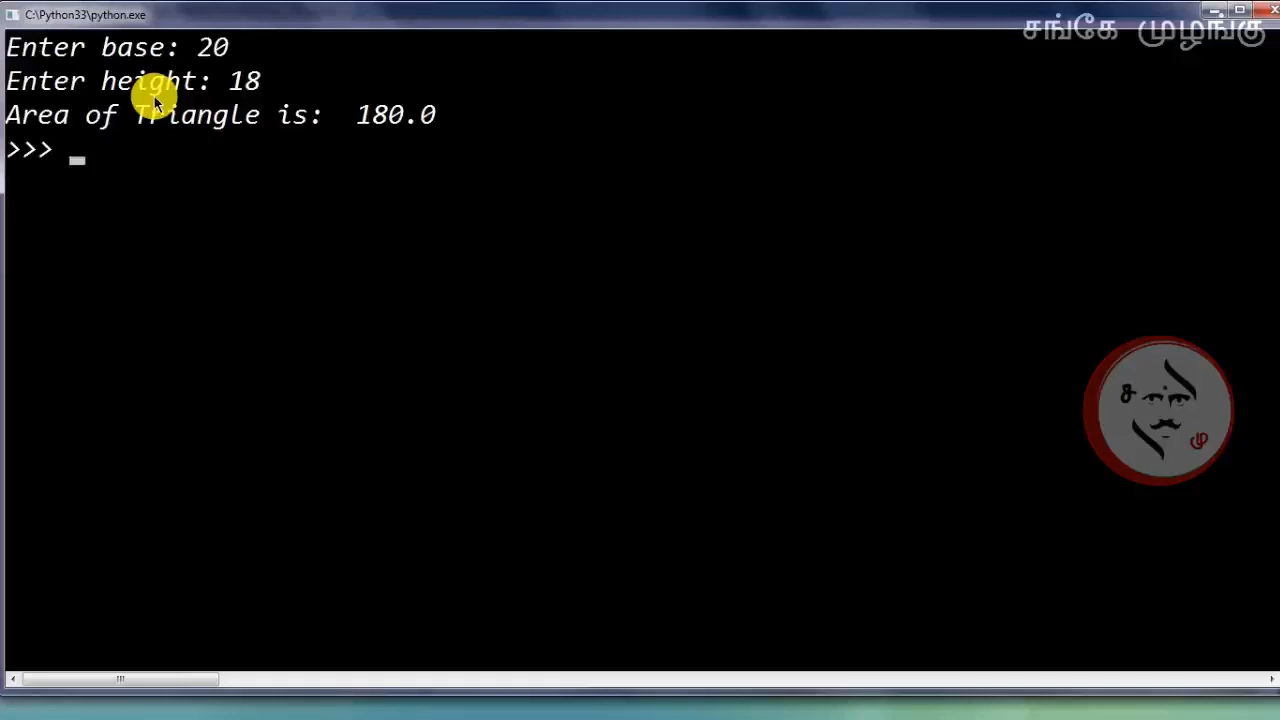 C:\Python33\python.exe
சங்கே முழங்கு
Enter base: 20
Enter height: 18
Area of Triangle is:  180.0
>>>
ச
மு